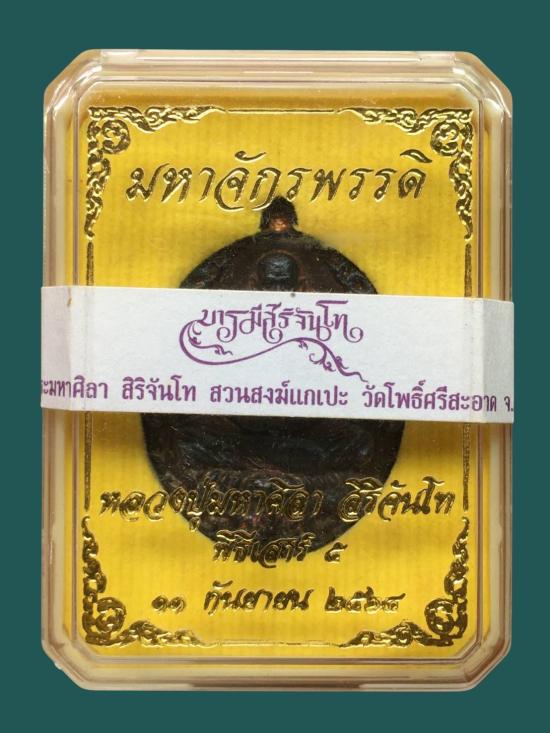 มหาจักรพรรดิ
บารมีสิริจันโท
ระมหาศิลา สิริจันโท สวนสงฆ์แกเปะ วัดโพธิ์ศรีสะอาด จ.
หลวงปู่มหาศิลา สิริจันโท
พิธีเสาร์ ๕
๑๑ กันยายน ๒๕๖๔